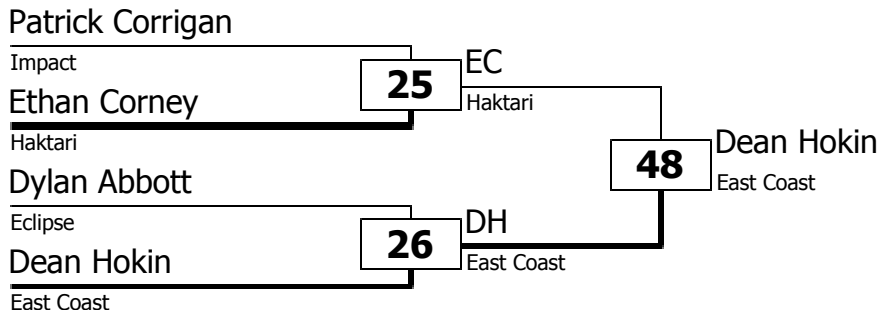 Patrick Corrigan
Impact
25
EC
Haktari
Ethan Corney
Haktari
48
Dean Hokin
East Coast
Dylan Abbott
Eclipse
26
DH
East Coast
Dean Hokin
East Coast